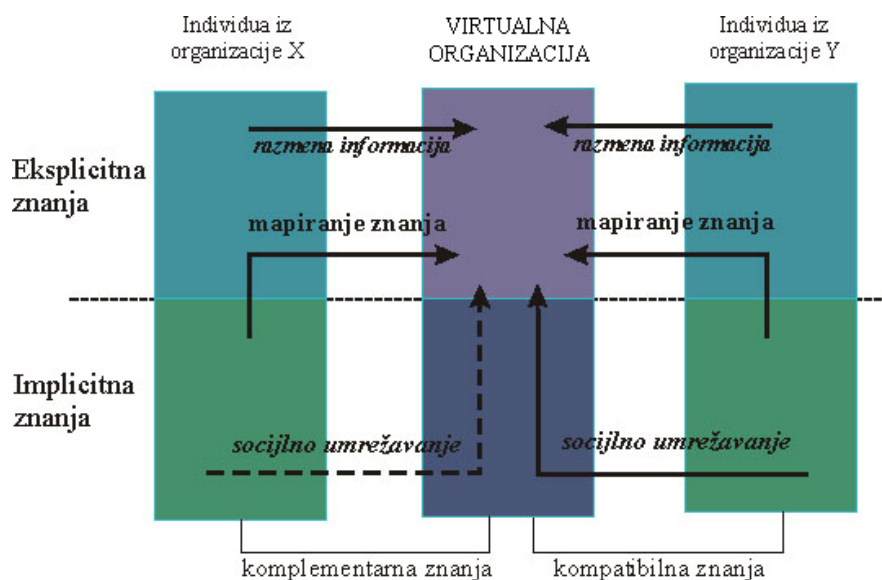 Individua iz
organizacije X
VIRTUALNA
ORGANIZACIJA
Individua iz
organizacije Y
razmena informacija
razmena informacija
Eksplicitna
znanja
mapiranje znanja
mapiranje znanja
Implicitna
znanja
socijlno umrežavanje
socijlno umrežavanje
komplementarna znanja
kompatibilna znanja